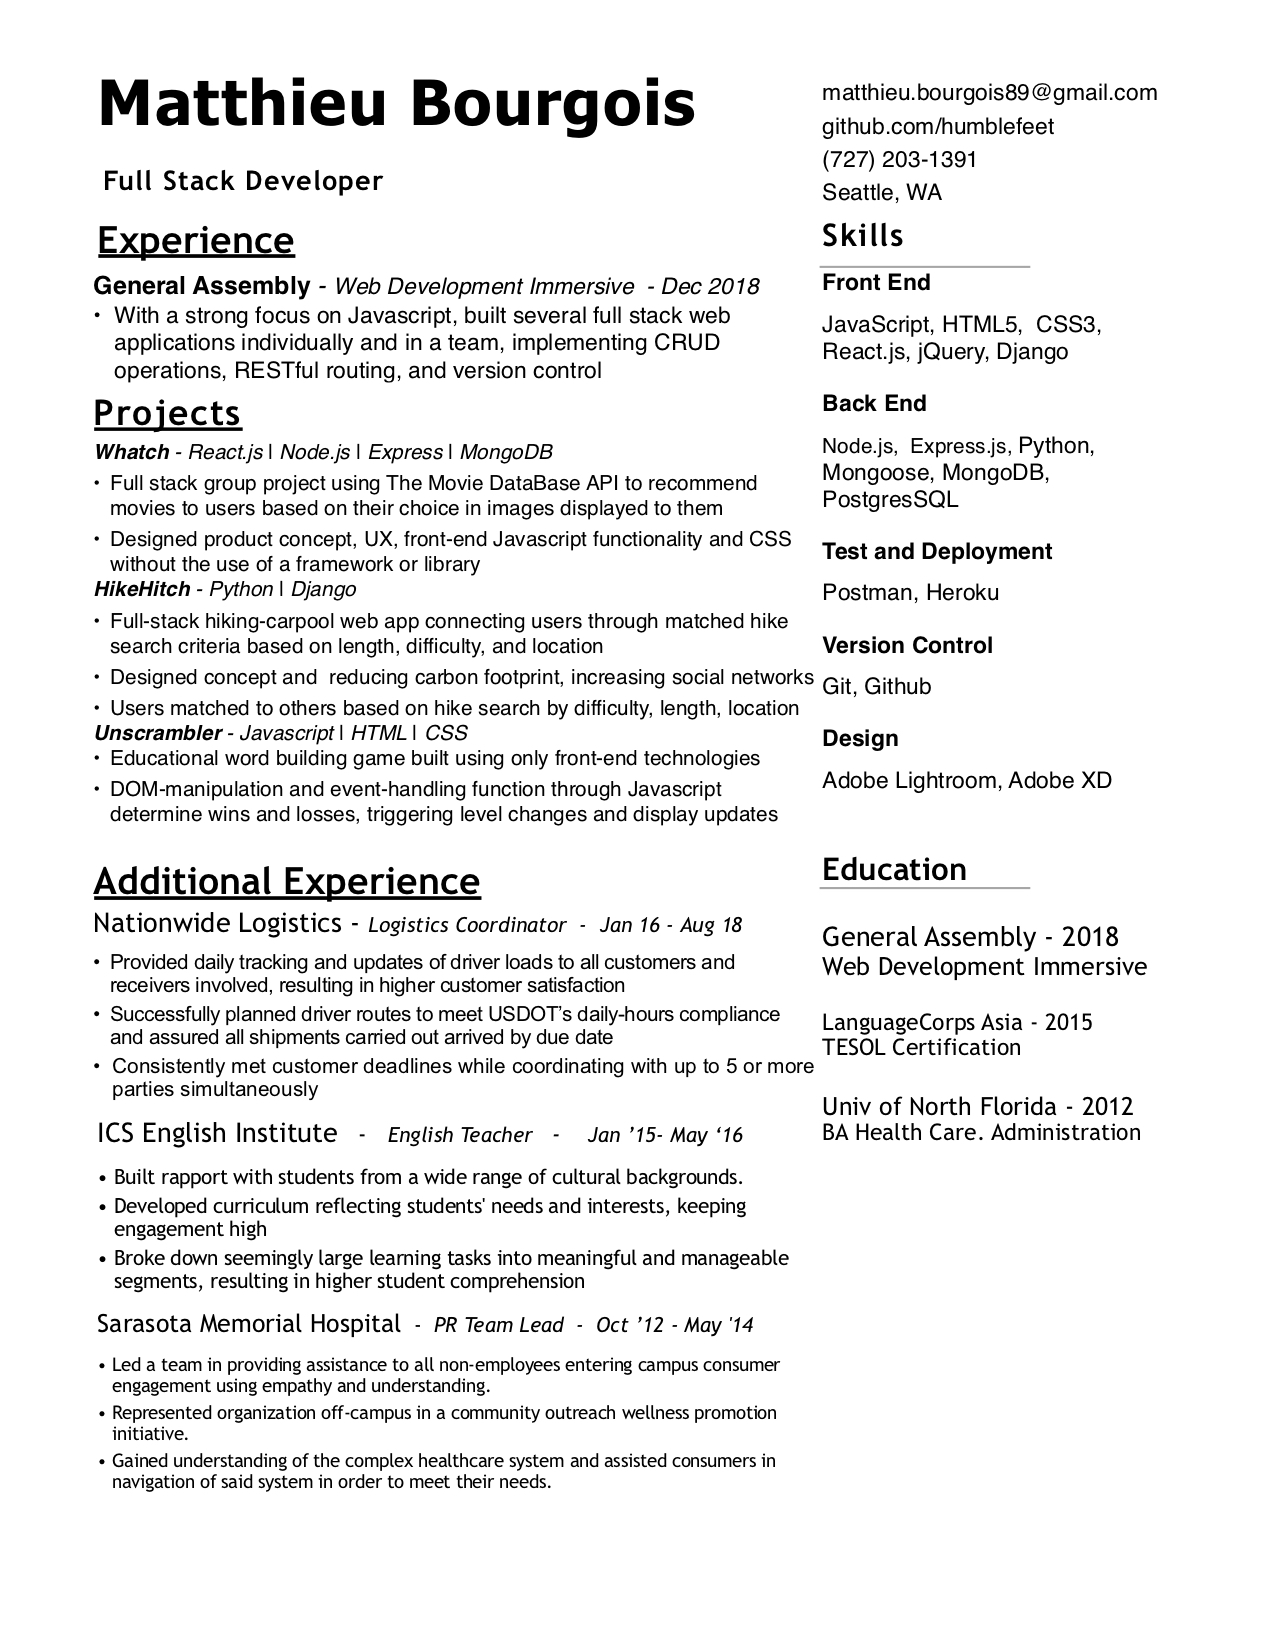 Matthieu Bourgois
Full Stack Developer
matthieu.bourgois89@gmail.com
github.com/humblefeet
(727) 203-1391
Seattle, WA
Experience
General Assembly - Web Development Immersive  - Dec 2018
• With a strong focus on Javascript, built several full stack web
applications individually and in a team, implementing CRUD
operations, RESTful routing, and version control
Projects
Whatch - React.js | Node.js | Express | MongoDB
• Full stack group project using The Movie DataBase API to recommend
movies to users based on their choice in images displayed to them
• Designed product concept, UX, front-end Javascript functionality and CSS
without the use of a framework or library
HikeHitch - Python | Django
• Full-stack hiking-carpool web app connecting users through matched hike
search criteria based on length, difficulty, and location
• Designed concept and  reducing carbon footprint, increasing social networks
• Users matched to others based on hike search by difficulty, length, location
Unscrambler - Javascript | HTML | CSS
• Educational word building game built using only front-end technologies
• DOM-manipulation and event-handling function through Javascript
determine wins and losses, triggering level changes and display updates
Additional Experience
Nationwide Logistics - Logistics Coordinator  -  Jan 16 - Aug 18
• Provided daily tracking and updates of driver loads to all customers and
receivers involved, resulting in higher customer satisfaction
• Successfully planned driver routes to meet USDOT’s daily-hours compliance
and assured all shipments carried out arrived by due date
• Consistently met customer deadlines while coordinating with up to 5 or more
parties simultaneously
ICS English Institute  -  English Teacher  -  Jan ’15- May ‘16
• Built rapport with students from a wide range of cultural backgrounds.
• Developed curriculum reflecting students' needs and interests, keeping
engagement high
• Broke down seemingly large learning tasks into meaningful and manageable
segments, resulting in higher student comprehension
Sarasota Memorial Hospital  -  PR Team Lead  -  Oct ’12 - May '14
• Led a team in providing assistance to all non-employees entering campus consumer
engagement using empathy and understanding.
• Represented organization off-campus in a community outreach wellness promotion
initiative.
• Gained understanding of the complex healthcare system and assisted consumers in
navigation of said system in order to meet their needs.
Skills
Front End
JavaScript, HTML5,  CSS3,
React.js, jQuery, Django
Back End
Node.js,  Express.js, Python,
Mongoose, MongoDB,
PostgresSQL
Test and Deployment
Postman, Heroku
Version Control
Git, Github
Design
Adobe Lightroom, Adobe XD
Education
General Assembly - 2018
Web Development Immersive
LanguageCorps Asia - 2015
TESOL Certification
Univ of North Florida - 2012
BA Health Care. Administration